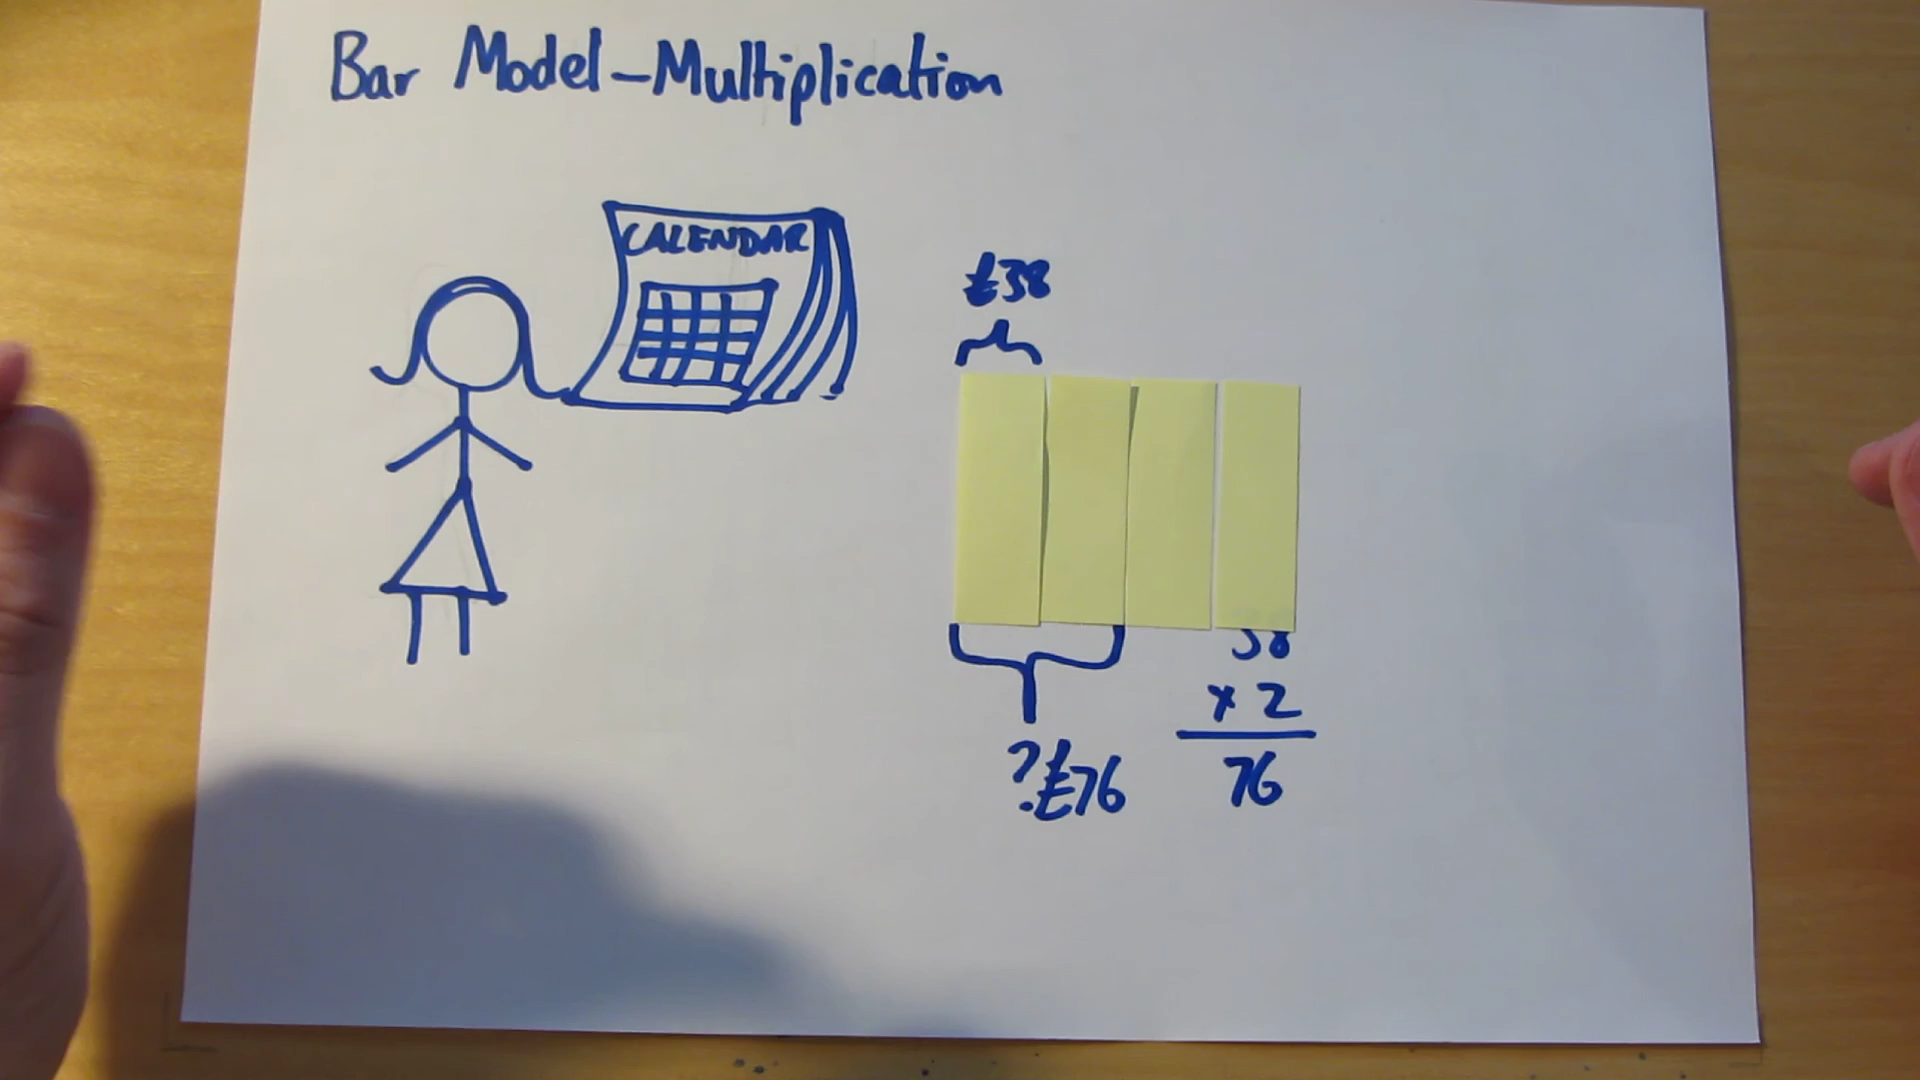 Bar Model - Multiplication
CALENDAR
£38
38
x 2
76
? £76